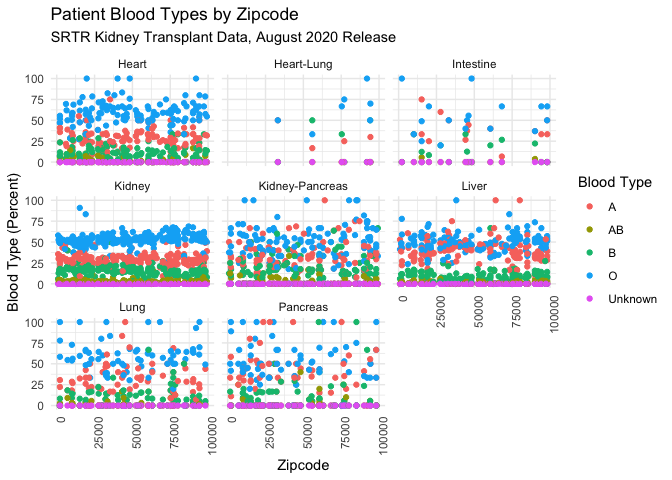 Patient Blood Types by Zipcode
SRTR Kidney Transplant Data, August 2020 Release
Heart Heart-Lung Intestine
100
75
50
25
0
Kidney Kidney-Pancreas Liver
100
75
50
25
0
0 25000 50000 75000 100000
Lung Pancreas
100
75
50
25
0
0 25000 50000 75000 100000 0 25000 50000 75000 100000
Blood Type (Percent)
Zipcode
Blood Type
A
AB
B
O
Unknown